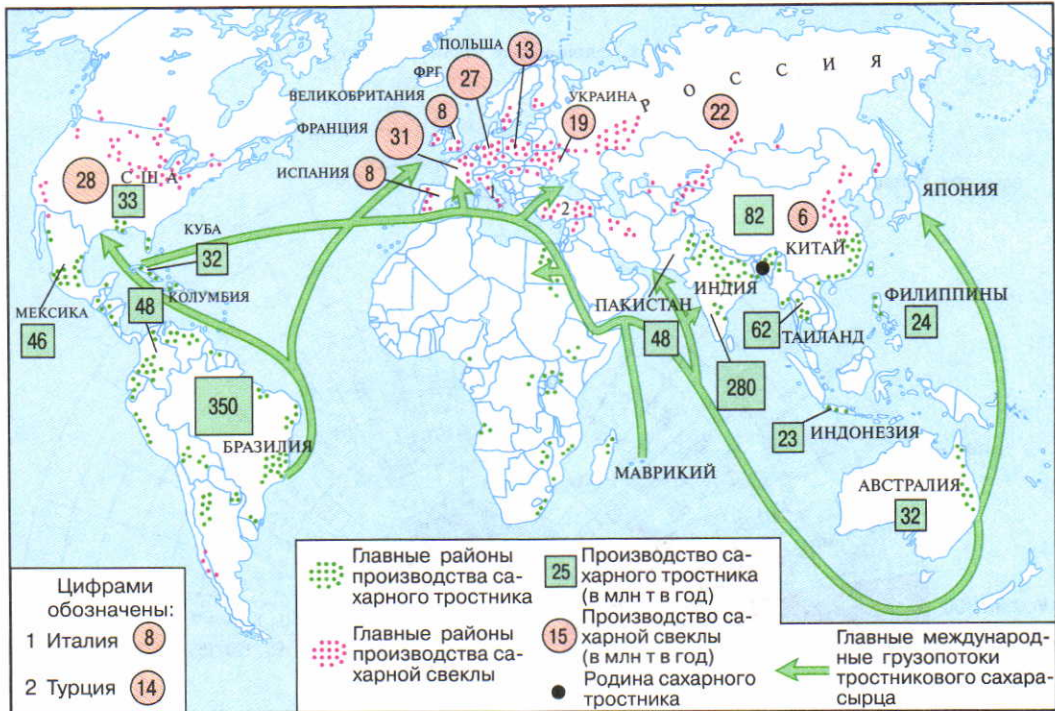 ПОЛЬША
13
ФРГ
27
ВЕЛИКОБРИТАНИЯ
8
ФРАНЦИЯ
31
ИСПАНИЯ
8
УКРАИНА
19
РОССИЯ
22
28
США
33
КУБА
32
МЕКСИКА
46
КОЛУМБИЯ
48
350
БРАЗИЛИЯ
1
2
82
6
КИТАЙ
ЯПОНИЯ
ПАКИСТАН
48
ИНДИЯ
280
62
ТАИЛАНД
ФИЛИППИНЫ
24
23
ИНДОНЕЗИЯ
МАВРИКИЙ
АВСТРАЛИЯ
32
Цифрами
обозначены:
1 Италия 8
2 Турция 14
Главные районы
производства са-
харного тростника
Главные районы
производства са-
харной свеклы
25
Производство са-
харного тростника
(в млн т в год)
15
Производство са-
харной свеклы
(в млн т в год)
Родина сахарного
тростника
Главные международ-
ные грузопотоки
тростникового сахара-
сырца